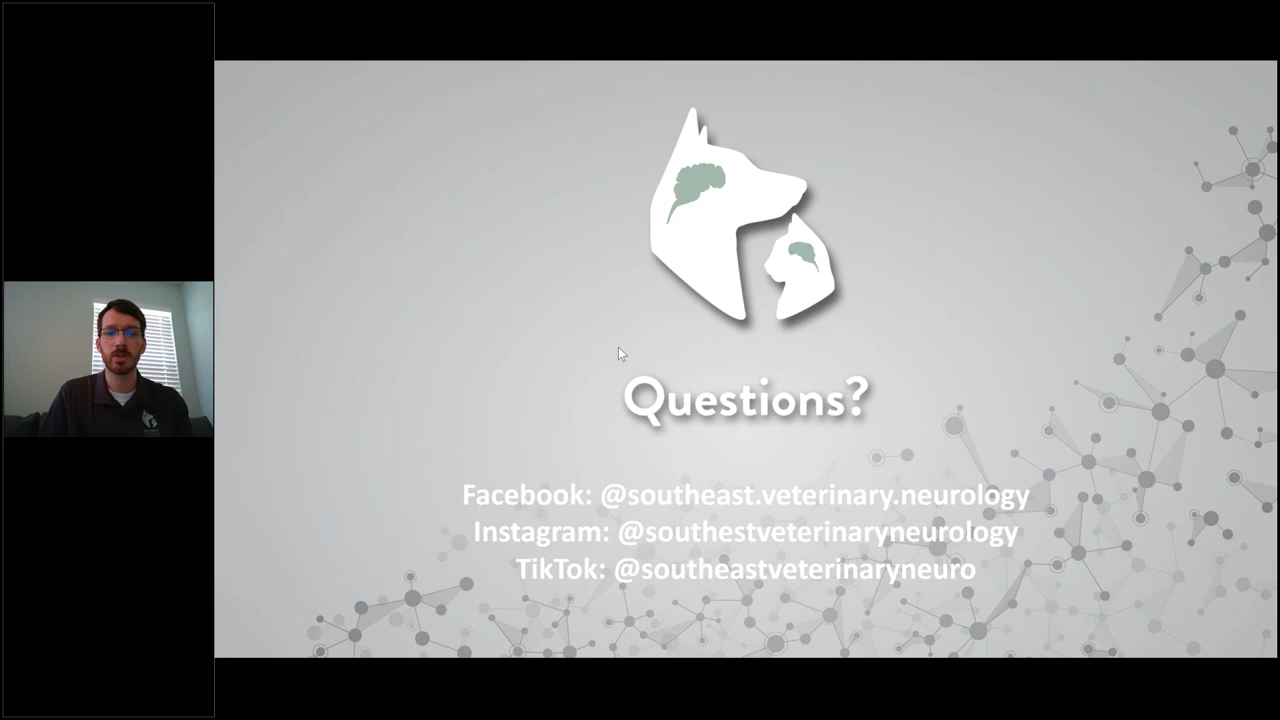 Questions?
Facebook: @southeast.veterinary.neurology
Instagram: @southestveterinaryneurology
TikTok: @southeastveterinaryneuro